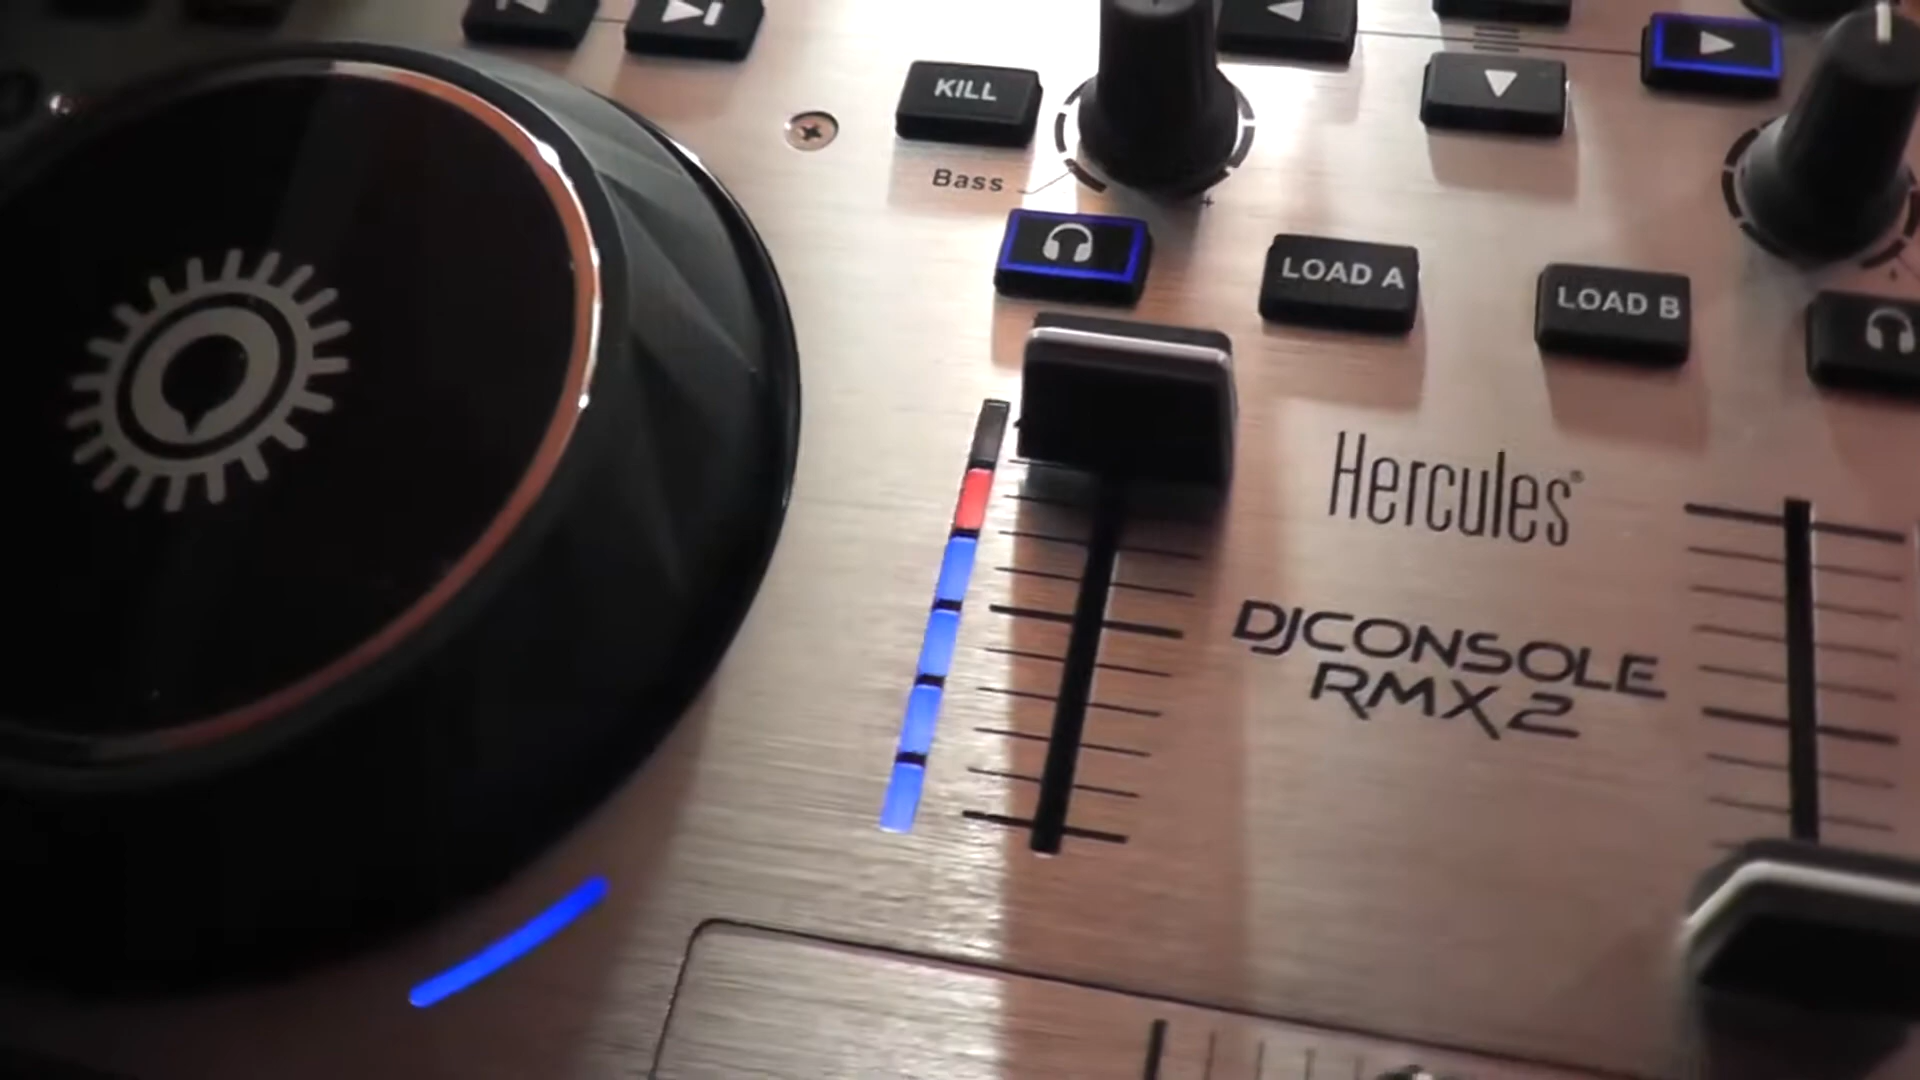 KILL
Bass
LOAD A
LOAD B
Hercules®
DJCONSOLE
RMX2